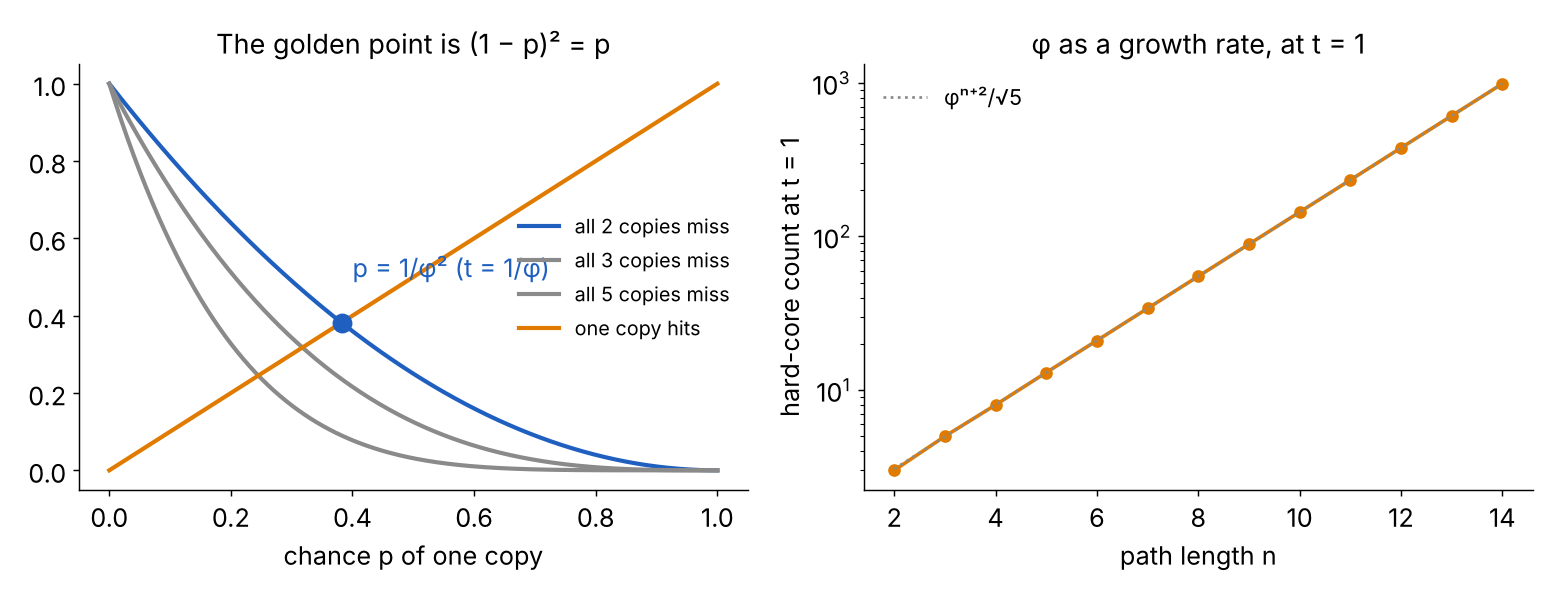 The golden point is (1 − p)² = p
1.0
0.8
0.6
0.4
0.2
0.0
p = 1/φ² (t = 1/φ)
all 2 copies miss
all 3 copies miss
all 5 copies miss
one copy hits
0.0 0.2 0.4 0.6 0.8 1.0
chance p of one copy
φ as a growth rate, at t = 1
hard-core count at t = 1
10³
10²
10¹
φⁿ⁺²/√5
2 4 6 8 10 12 14
path length n